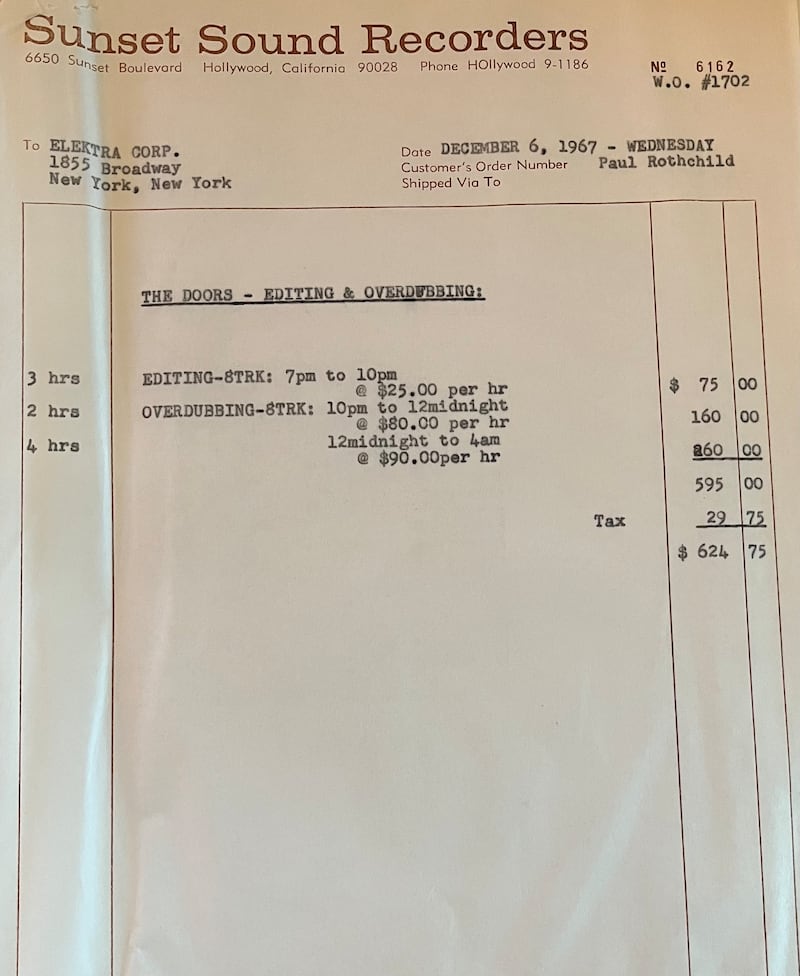 Sunset Sound Recorders
6650 Sunset Boulevard Hollywood, California 90028 Phone HOllywood 9-1186
Nº 6162
W.O. #1702
To ELEKTRA CORP.
1855 Broadway
New York, New York
Date DECEMBER 6, 1967 - WEDNESDAY
Customer's Order Number Paul Rothchild
Shipped Via To
THE DOORS - EDITING & OVERDUBBING:
3 hrs EDITING-8TRK: 7pm to 10pm
@ $25.00 per hr $ 75 00
2 hrs OVERDUBBING-8TRK: 10pm to 12midnight
@ $80.00 per hr 160 00
4 hrs 12midnight to 4am
@ $90.00per hr 360 00
595 00
Tax 29 75
$ 624 75